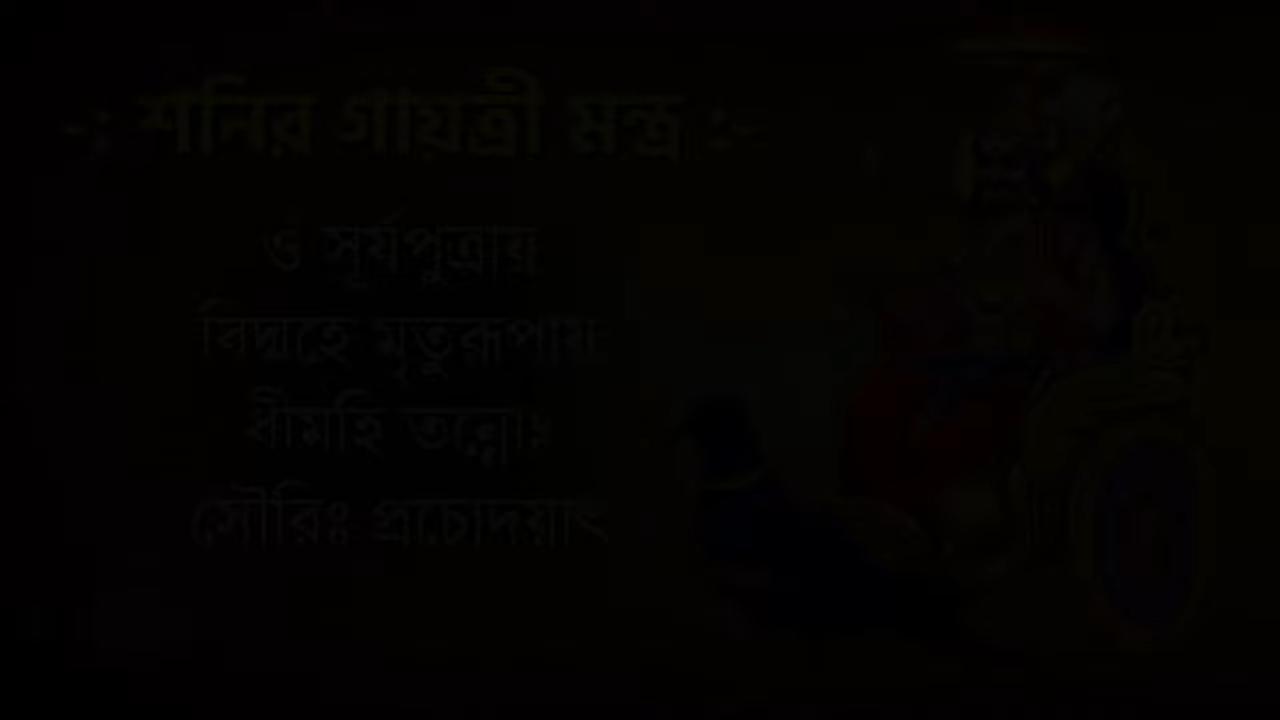 -: শনির গায়ত্রী মন্ত্র :-
ওঁ সূর্যপুত্রায়
বিদ্মহে মৃত্যুরূপায়
ধীমহি তন্নোঃ
সৌরিঃ প্রচোদয়াৎ